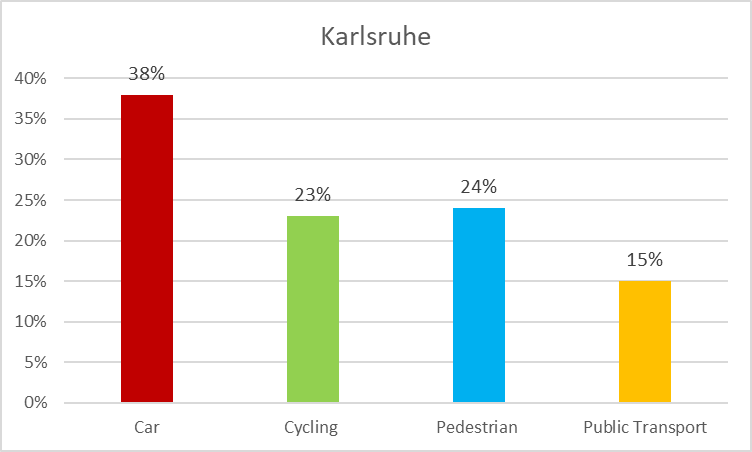 Karlsruhe
40%
35%
30%
25%
20%
15%
10%
5%
0%
38%
23%
24%
15%
Car
Cycling
Pedestrian
Public Transport